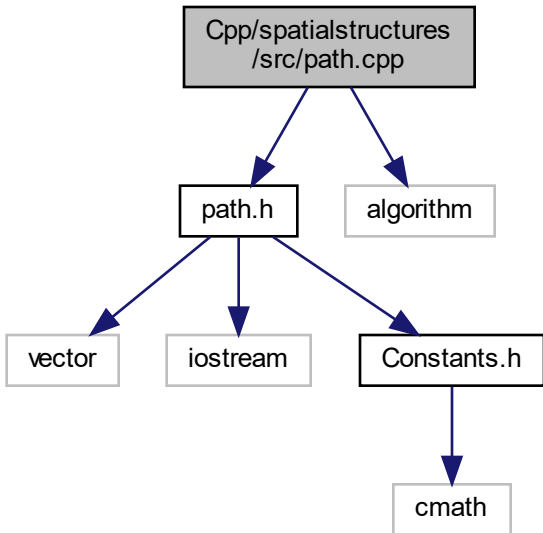 Cpp/spatialstructures
/src/path.cpp
path.h
algorithm
vector
iostream
Constants.h
cmath